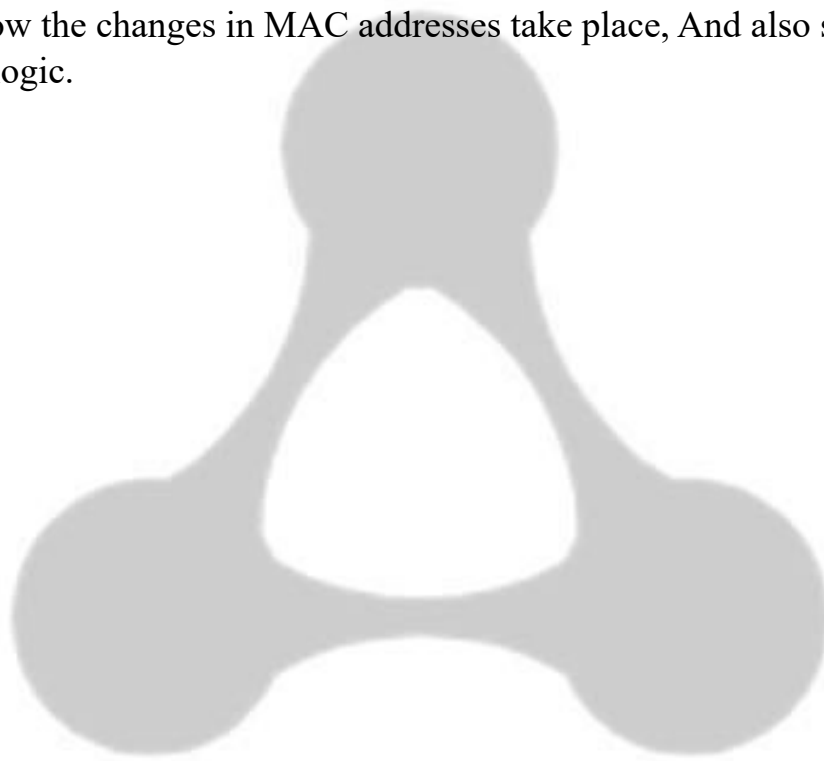 ow the changes in MAC addresses take place, And also s
ogic.